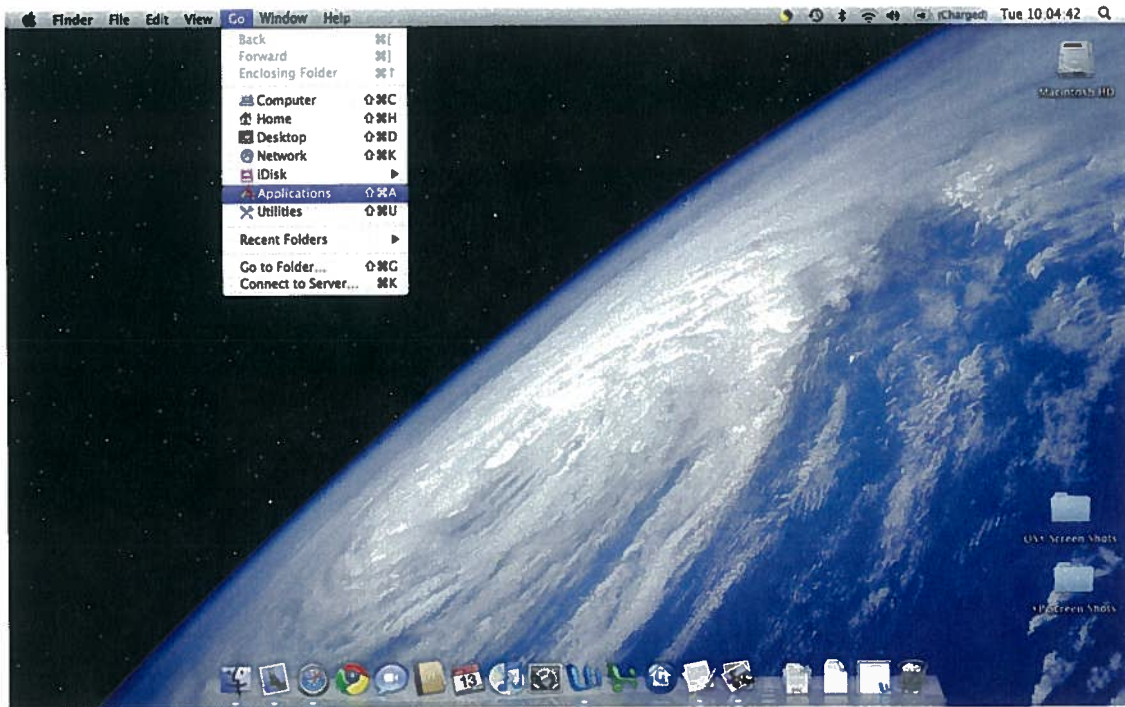 Finder File Edit View Go Window Help (Charged) Tue 10:04:42
Back ⌘[
Forward ⌘]
Enclosing Folder ⌘↑
Computer ⇧⌘C
Home ⇧⌘H
Desktop ⇧⌘D
Network ⇧⌘K
iDisk ▶
Applications ⇧⌘A
Utilities ⇧⌘U
Recent Folders ▶
Go to Folder... ⇧⌘G
Connect to Server... ⌘K
Macintosh HD
Screen Shots
Screen Shots
13